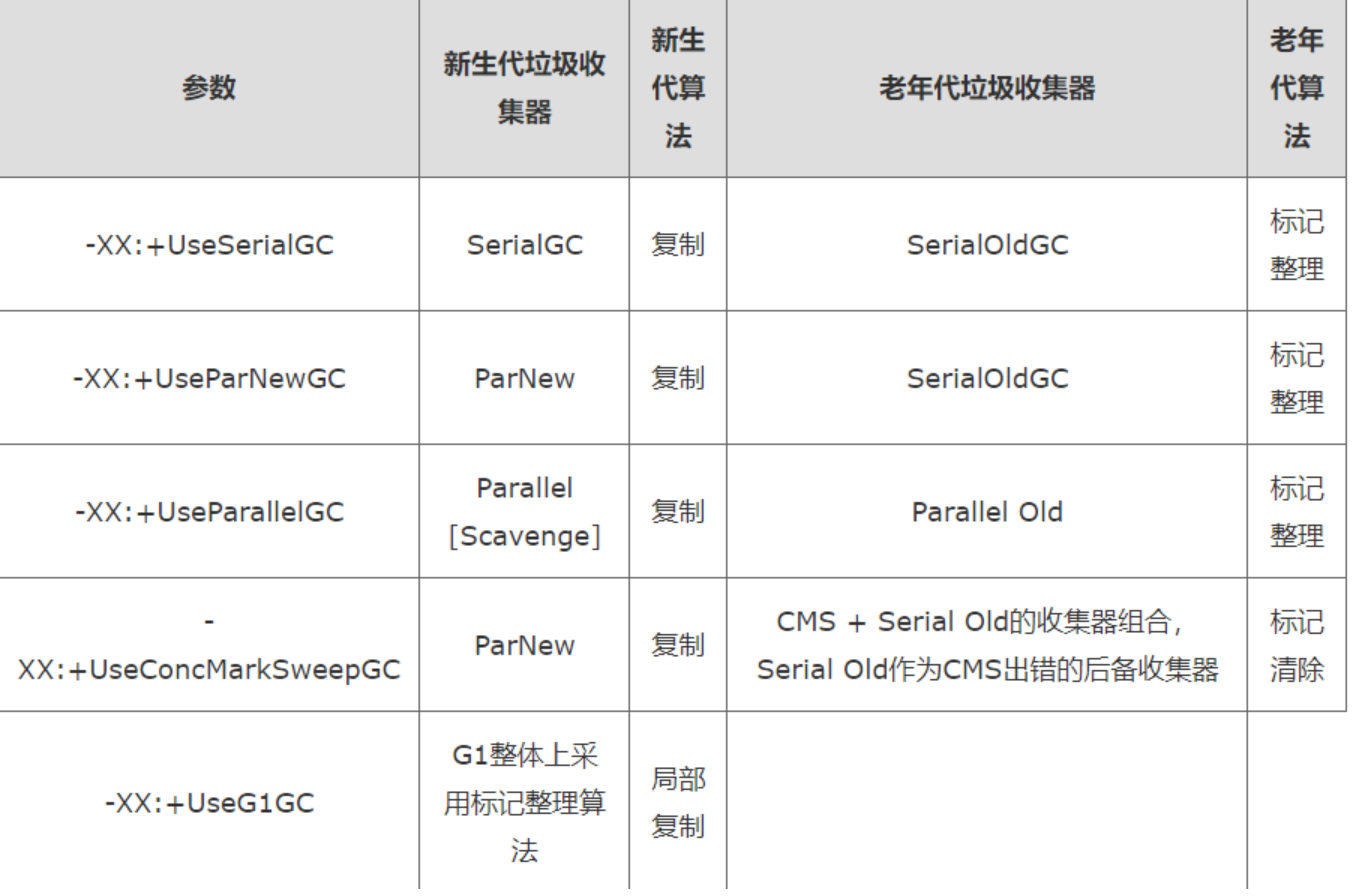 参数
新生代垃圾收
集器
新生
代算
法
老年代垃圾收集器
老年
代算
法
-XX:+UseSerialGC
SerialGC
复制
SerialOldGC
标记
整理
-XX:+UseParNewGC
ParNew
复制
SerialOldGC
标记
整理
-XX:+UseParallelGC
Parallel
[Scavenge]
复制
Parallel Old
标记
整理
-
XX:+UseConcMarkSweepGC
ParNew
复制
CMS + Serial Old的收集器组合，
Serial Old作为CMS出错的后备收集器
标记
清除
-XX:+UseG1GC
G1整体上采
用标记整理算
法
局部
复制